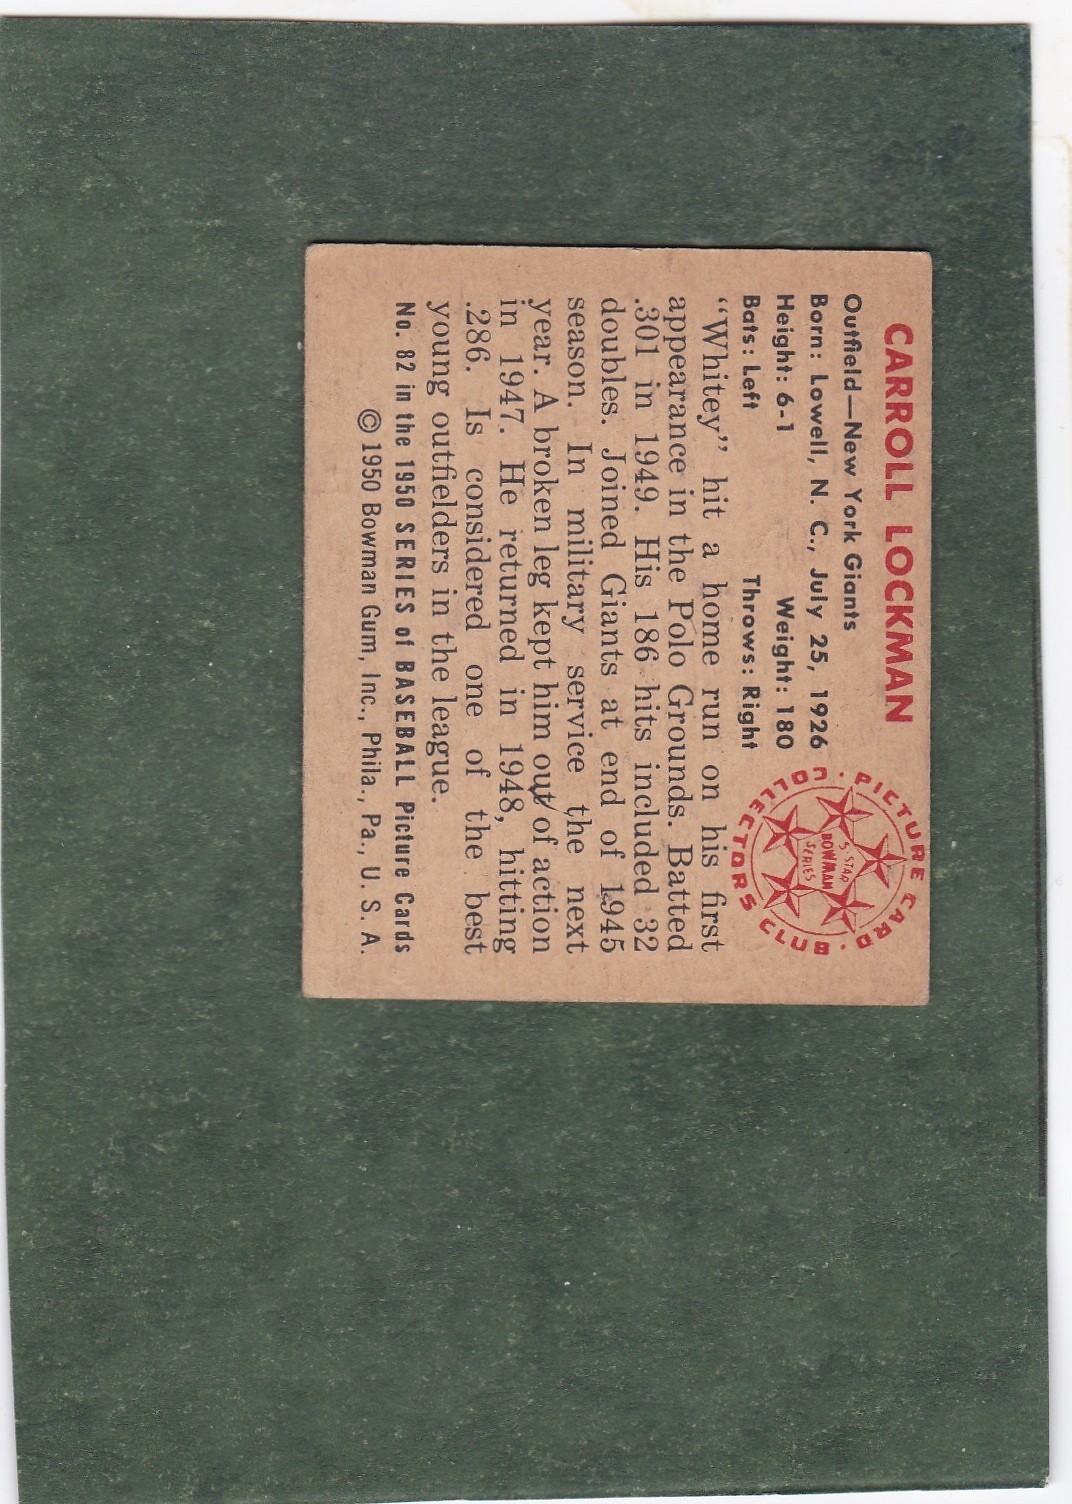 CARROLL LOCKMAN
Outfield—New York Giants
Born: Lowell, N. C., July 25, 1926
Height: 6-1 Weight: 180
Bats: Left Throws: Right
PICTURE CARD · COLLECTORS CLUB ·
5-STAR
BOWMAN
SERIES
“Whitey” hit a home run on his first
appearance in the Polo Grounds. Batted
.301 in 1949. His 186 hits included 32
doubles. Joined Giants at end of 1945
season. In military service the next
year. A broken leg kept him out of action
in 1947. He returned in 1948, hitting
.286. Is considered one of the best
young outfielders in the league.
No. 82 in the 1950 SERIES of BASEBALL Picture Cards
© 1950 Bowman Gum, Inc., Phila., Pa., U. S. A.